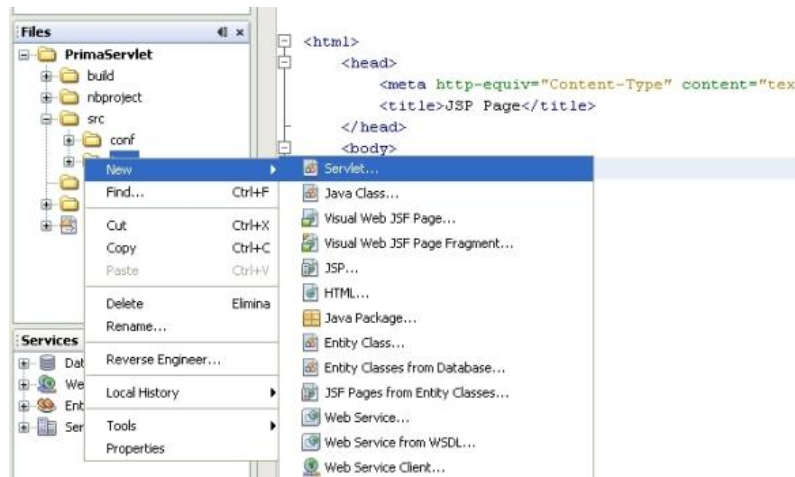 Files
PrimaServlet
build
nbproject
src
conf
<html>
<head>
<meta http-equiv="Content-Type" content="tex
<title>JSP Page</title>
</head>
<body>
New
Find... Ctrl+F
Cut Ctrl+X
Copy Ctrl+C
Paste Ctrl+V
Delete Elimina
Rename...
Reverse Engineer...
Local History
Tools
Properties
Servlet...
Java Class...
Visual Web JSF Page...
Visual Web JSF Page Fragment...
JSP...
HTML...
Java Package...
Entity Class...
Entity Classes from Database...
JSF Pages from Entity Classes...
Web Service...
Web Service from WSDL...
Web Service Client...
Services
Dat
We
Ent
Ser